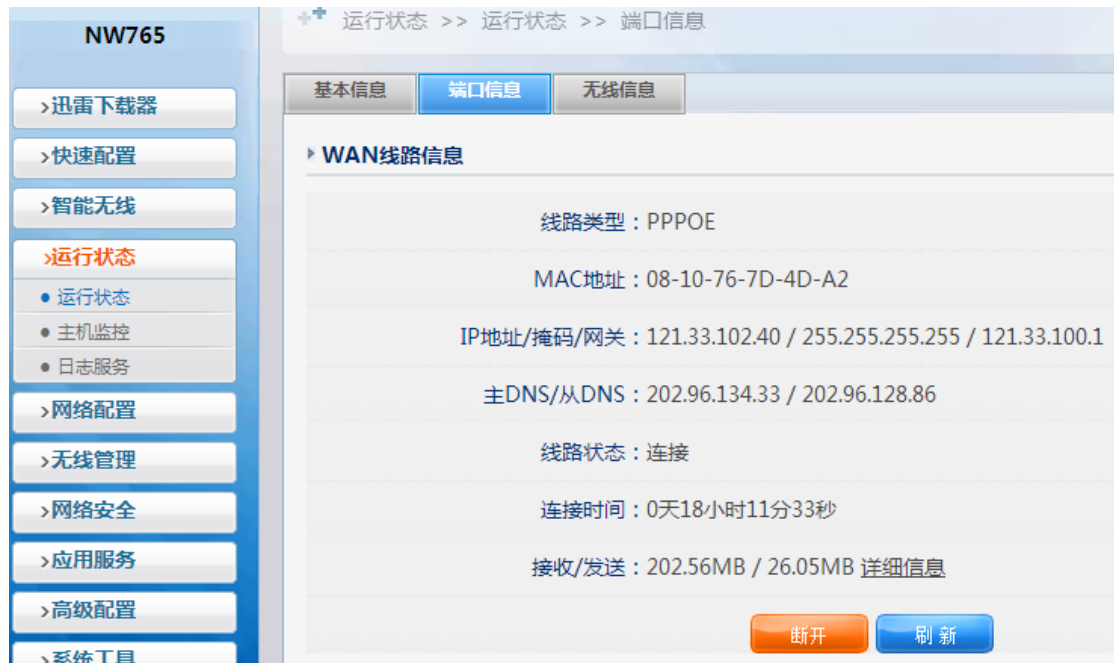 NW765
运行状态 >> 运行状态 >> 端口信息
基本信息 端口信息 无线信息
›迅雷下载器
›快速配置
›智能无线
›运行状态
● 运行状态
● 主机监控
● 日志服务
›网络配置
›无线管理
›网络安全
›应用服务
›高级配置
›系统工具
WAN线路信息
线路类型：PPPOE
MAC地址：08-10-76-7D-4D-A2
IP地址/掩码/网关：121.33.102.40 / 255.255.255.255 / 121.33.100.1
主DNS/从DNS：202.96.134.33 / 202.96.128.86
线路状态：连接
连接时间：0天18小时11分33秒
接收/发送：202.56MB / 26.05MB 详细信息
断开 刷新